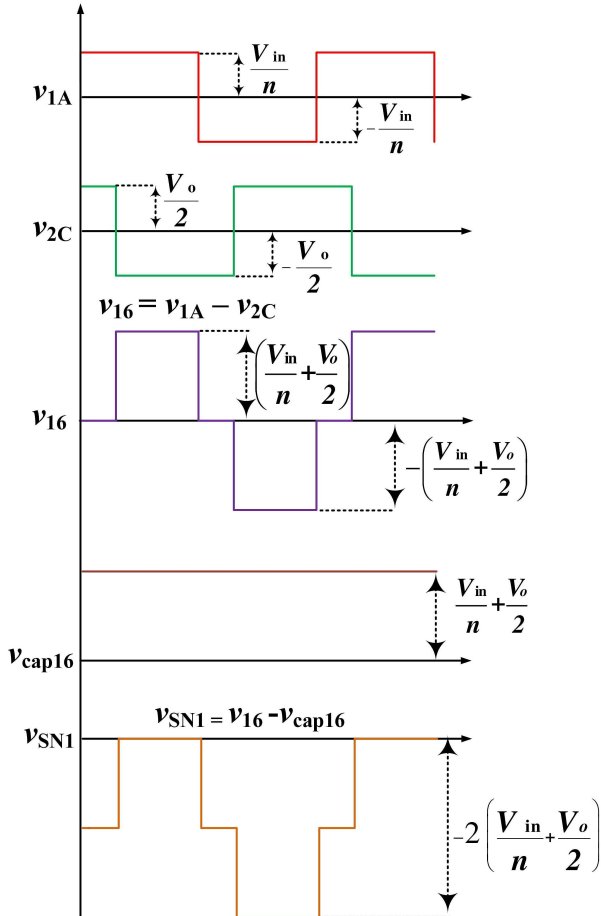 v1A
Vin/n
-Vin/n
v2C
Vo/2
-Vo/2
v16 = v1A – v2C
v16
(Vin/n + Vo/2)
–(Vin/n + Vo/2)
vcap16
Vin/n + Vo/2
vSN1 = v16 -vcap16
vSN1
-2(Vin/n + Vo/2)